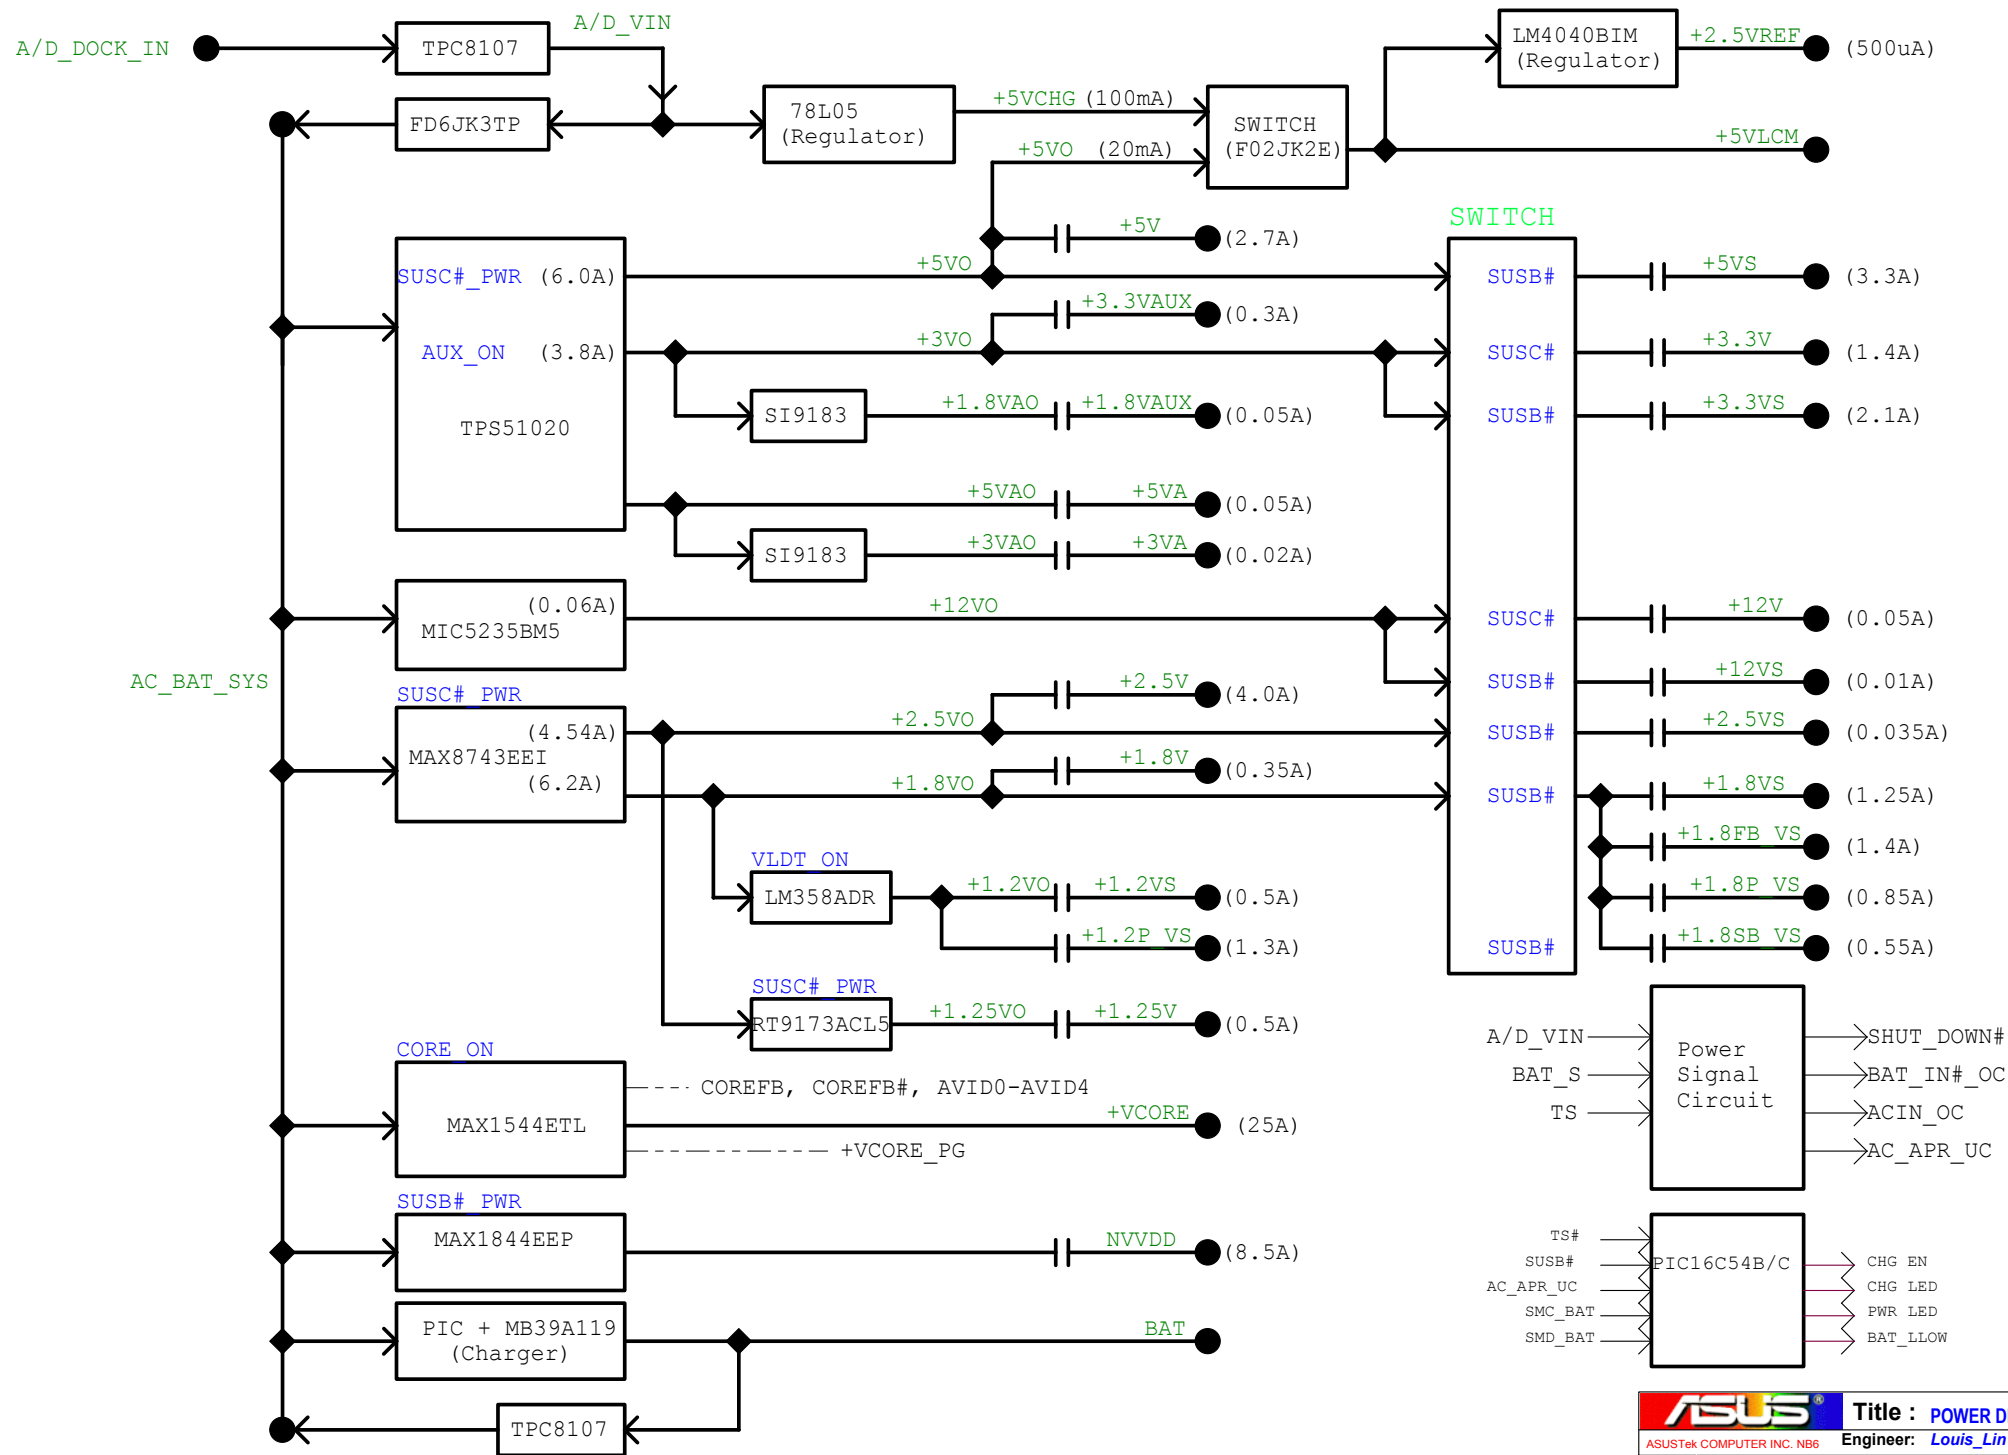 A/D_DOCK_IN
TPC8107
A/D_VIN
FD6JK3TP
78L05
(Regulator)
+5VCHG (100mA)
+5VO (20mA)
SWITCH
(F02JK2E)
LM4040BIM
(Regulator)
+2.5VREF (500uA)
+5VLCM
SWITCH
SUSC#_PWR (6.0A)
AUX_ON (3.8A)
TPS51020
+5VO
+5V (2.7A)
+3.3VAUX (0.3A)
+3VO
SI9183
+1.8VAO +1.8VAUX (0.05A)
+5VAO +5VA (0.05A)
SI9183
+3VAO +3VA (0.02A)
SUSB# +5VS (3.3A)
SUSC# +3.3V (1.4A)
SUSB# +3.3VS (2.1A)
AC_BAT_SYS
(0.06A)
MIC5235BM5
+12VO
SUSC# +12V (0.05A)
SUSB# +12VS (0.01A)
SUSC#_PWR
(4.54A)
MAX8743EEI
(6.2A)
+2.5VO
+2.5V (4.0A)
+1.8VO
+1.8V (0.35A)
SUSB# +2.5VS (0.035A)
SUSB# +1.8VS (1.25A)
+1.8FB_VS (1.4A)
+1.8P_VS (0.85A)
SUSB# +1.8SB_VS (0.55A)
VLDT_ON
LM358ADR
+1.2VO +1.2VS (0.5A)
+1.2P_VS (1.3A)
SUSC#_PWR
RT9173ACL5
+1.25VO +1.25V (0.5A)
CORE_ON
MAX1544ETL
COREFB, COREFB#, AVID0-AVID4
+VCORE (25A)
+VCORE_PG
SUSB#_PWR
MAX1844EEP
NVVDD (8.5A)
PIC + MB39A119
(Charger)
BAT
TPC8107
A/D_VIN
BAT_S
TS
Power
Signal
Circuit
SHUT_DOWN#
BAT_IN#_OC
ACIN_OC
AC_APR_UC
TS#
SUSB#
AC_APR_UC
SMC_BAT
SMD_BAT
PIC16C54B/C
CHG EN
CHG LED
PWR LED
BAT_LLOW
ASUS®
ASUSTek COMPUTER INC. NB6
Title : POWER D
Engineer: Louis_Lin